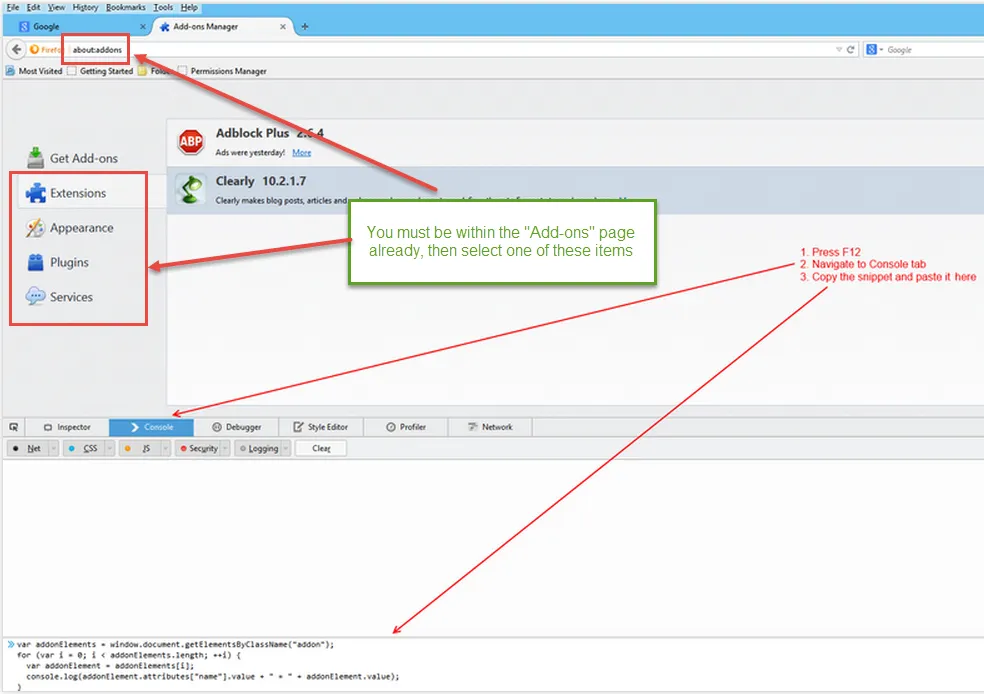 File Edit View History Bookmarks Tools Help
Google Add-ons Manager
about:addons Google
Most Visited Getting Started Permissions Manager
Get Add-ons
Extensions
Appearance
Plugins
Services
ABP
Adblock Plus 2.6.4
Ads were yesterday! More
Clearly 10.2.1.7
Clearly makes blog posts, articles and
You must be within the "Add-ons" page
already, then select one of these items
1. Press F12
2. Navigate to Console tab
3. Copy the snippet and paste it here
Inspector Console Debugger Style Editor Profiler Network
Net CSS JS Security Logging Clear
var addonElements = window.document.getElementsByClassName("addon");
for (var i = 0; i < addonElements.length; ++i) {
var addonElement = addonElements[i];
console.log(addonElement.attributes["name"].value + " = " + addonElement.value);
}